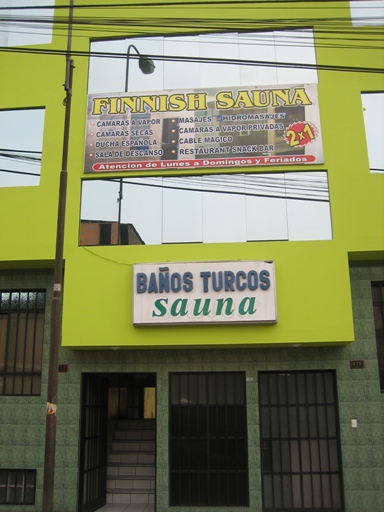 FINNISH SAUNA
• CAMARAS A VAPOR
• CAMARAS SECAS
• DUCHA ESPAÑOLA
• SALA DE DESCANSO
• MASAJES • HIDROMASAJES
• CAMARAS A VAPOR PRIVADAS
• CABLE MAGICO
• RESTAURANT SNACK BAR
2x1
Atencion de Lunes a Domingos y Feriados
BAÑOS TURCOS
sauna